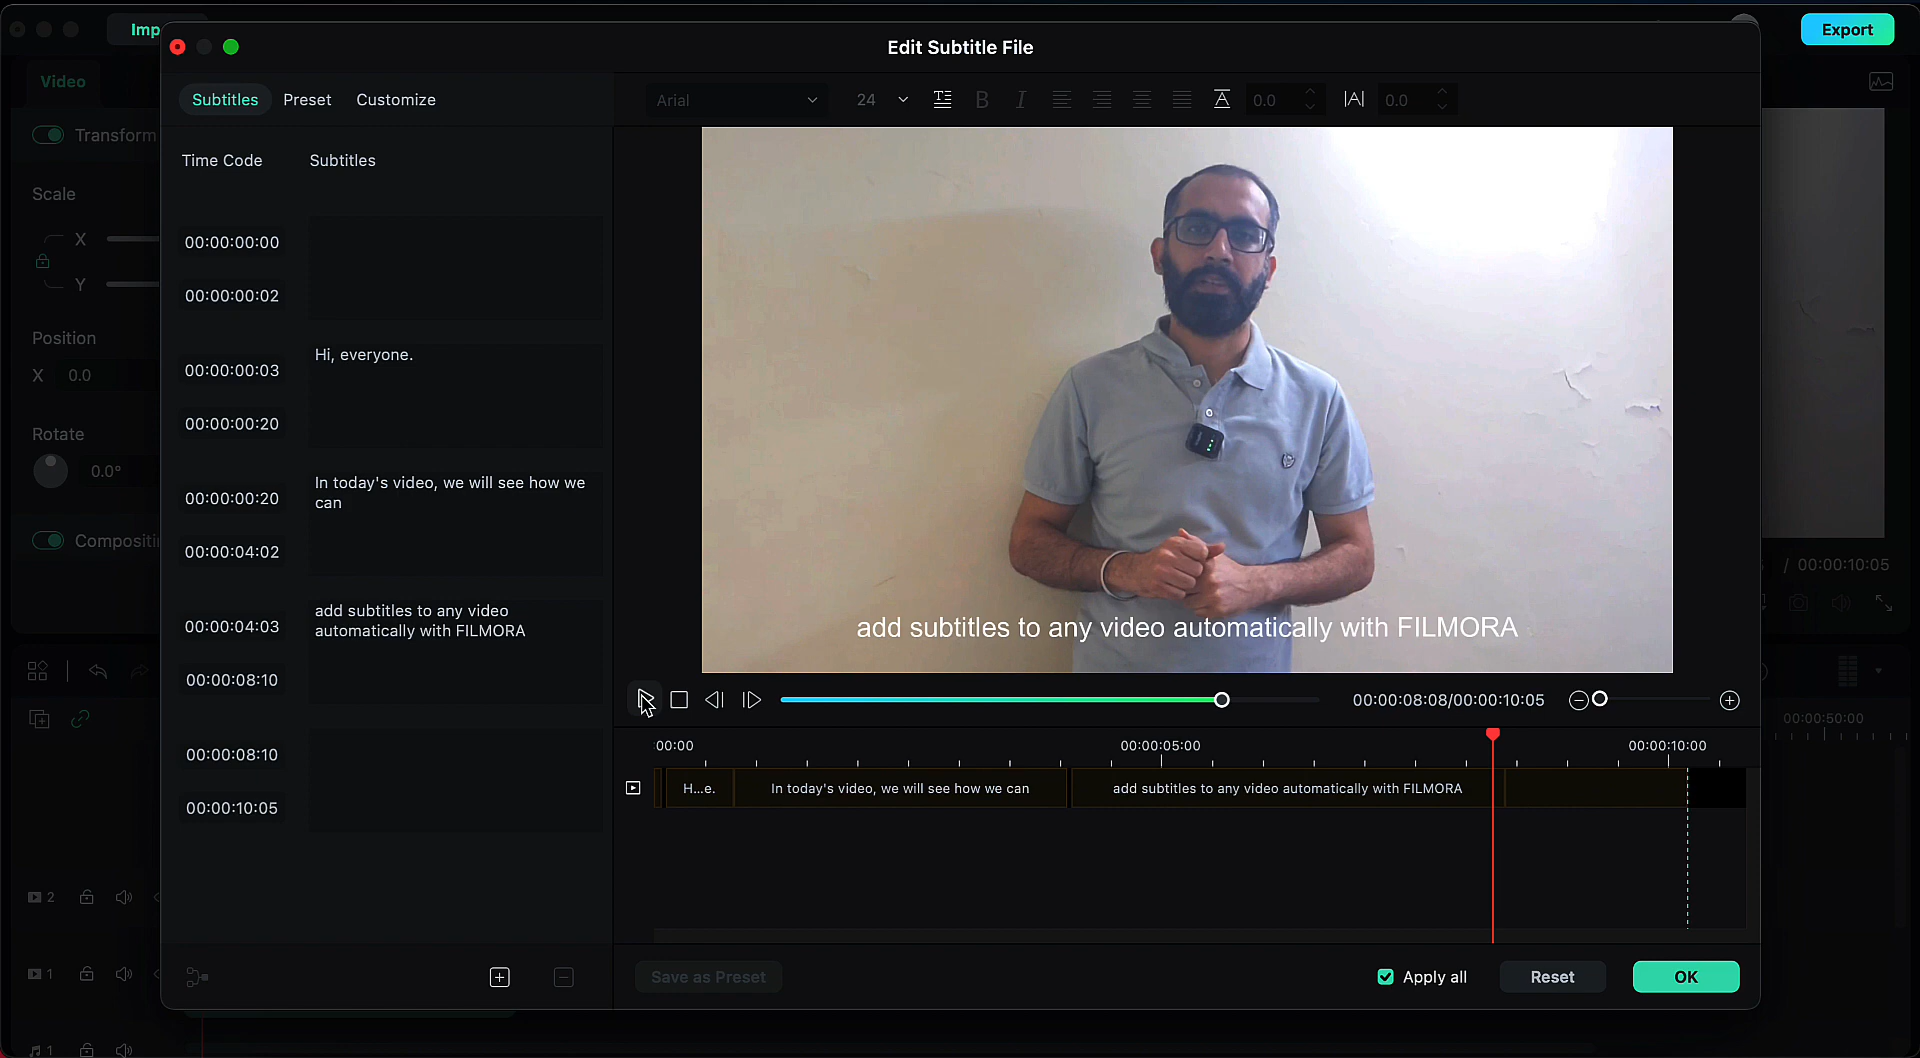 Imp
Edit Subtitle File
Export
Video
Subtitles
Preset
Customize
Arial
24
B
I
A
0.0
|A|
0.0
Transform
Time Code
Subtitles
Scale
X
Y
00:00:00:00
00:00:00:02
Position
X
0.0
Hi, everyone.
00:00:00:03
00:00:00:20
Rotate
0.0°
In today's video, we will see how we
can
00:00:00:20
00:00:04:02
Compositi
/ 00:00:10:05
add subtitles to any video
automatically with FILMORA
00:00:04:03
00:00:08:10
add subtitles to any video automatically with FILMORA
00:00:08:08/00:00:10:05
00:00:50:00
:00:00
00:00:05:00
00:00:10:00
00:00:08:10
00:00:10:05
H...e.
In today's video, we will see how we can
add subtitles to any video automatically with FILMORA
2
1
1
Save as Preset
Apply all
Reset
OK